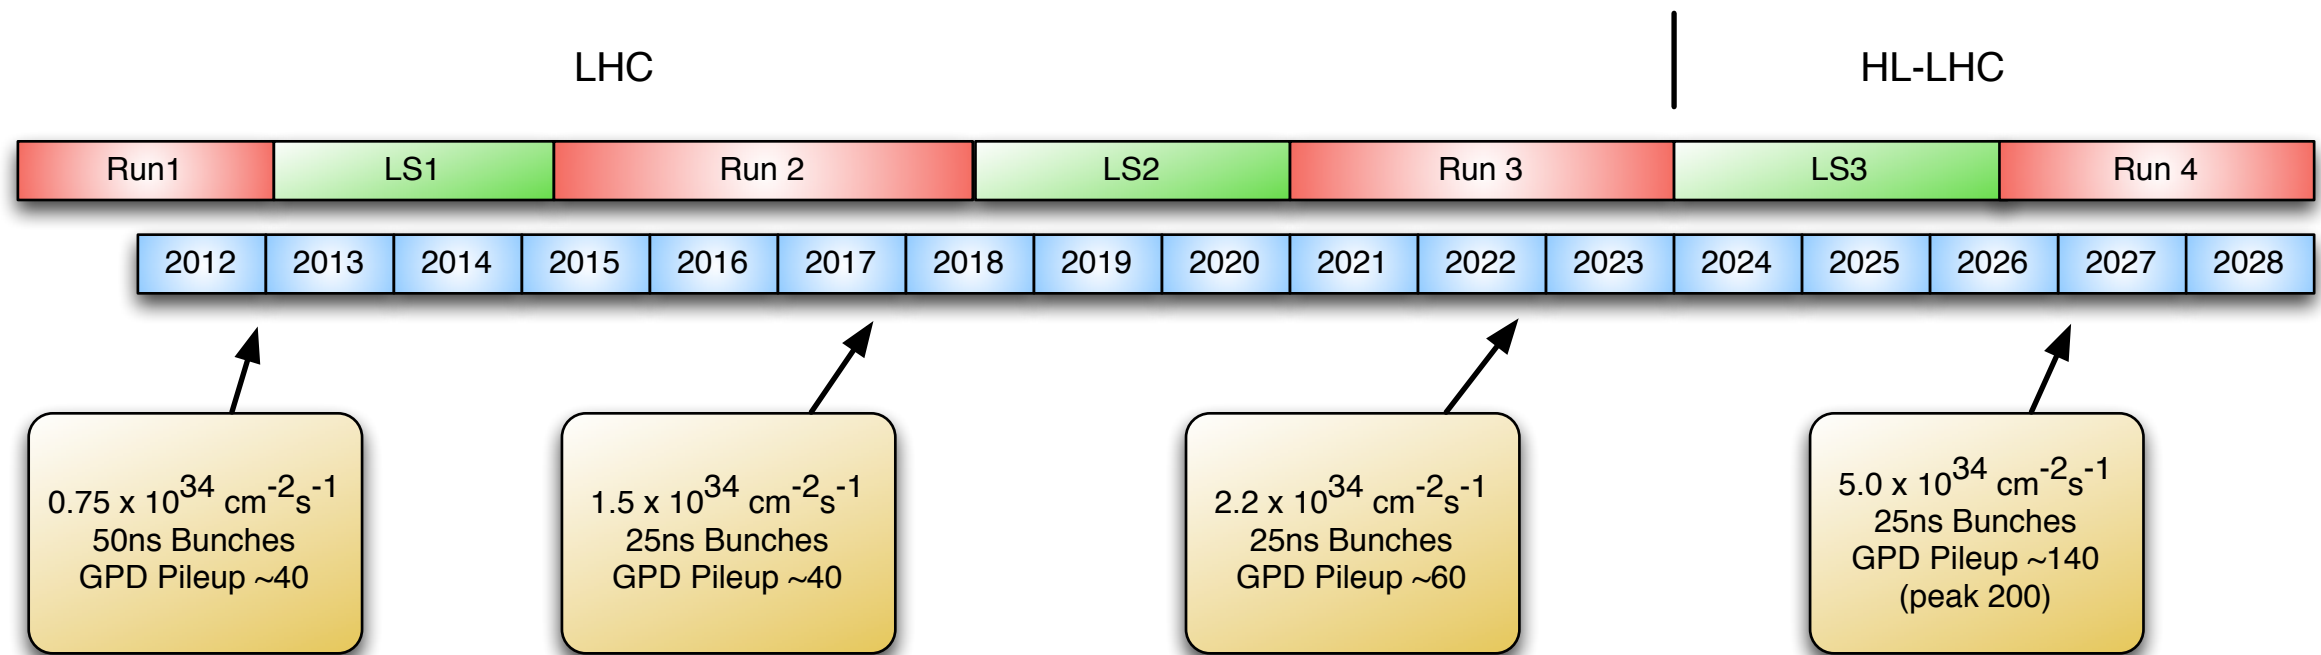 LHC
HL-LHC
Run1
LS1
Run 2
LS2
Run 3
LS3
Run 4
2012
2013
2014
2015
2016
2017
2018
2019
2020
2021
2022
2023
2024
2025
2026
2027
2028
0.75 x 10^34 cm^-2s^-1
50ns Bunches
GPD Pileup ~40
1.5 x 10^34 cm^-2s^-1
25ns Bunches
GPD Pileup ~40
2.2 x 10^34 cm^-2s^-1
25ns Bunches
GPD Pileup ~60
5.0 x 10^34 cm^-2s^-1
25ns Bunches
GPD Pileup ~140
(peak 200)